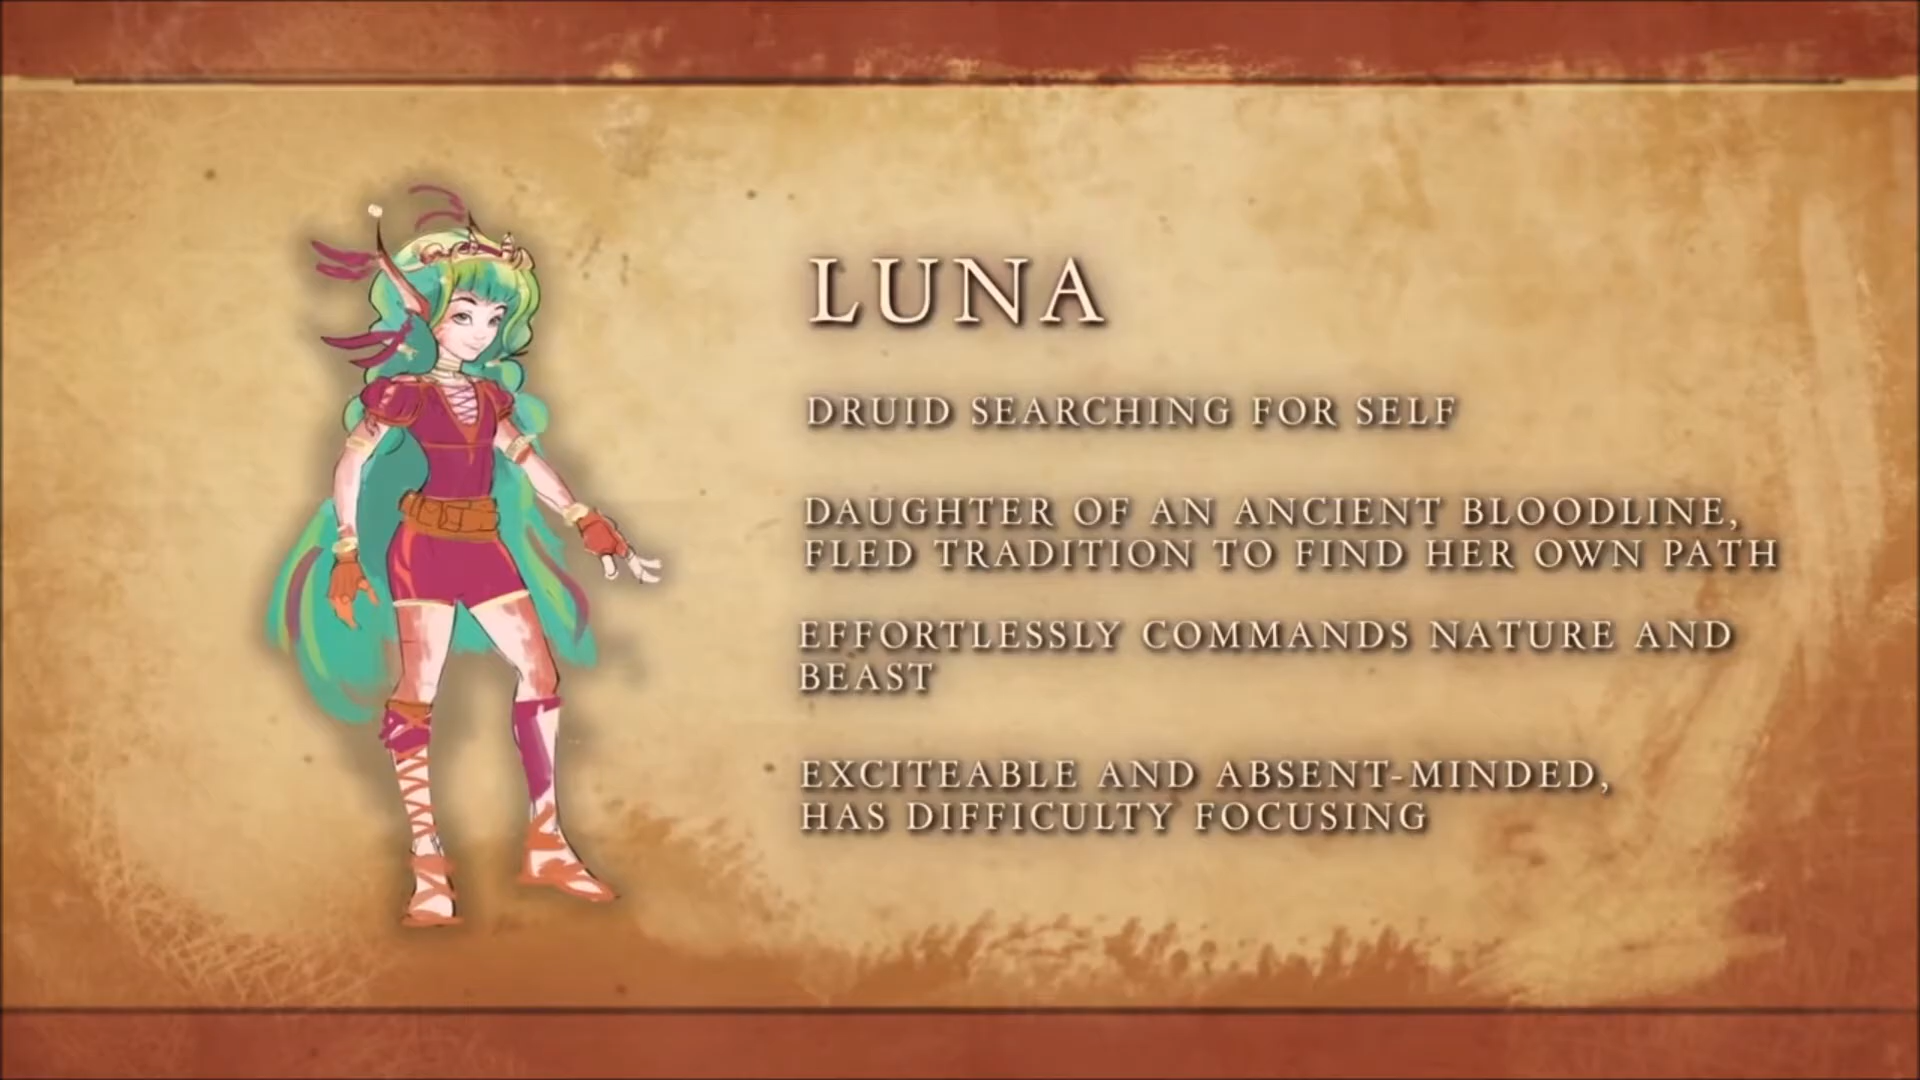 LUNA
DRUID SEARCHING FOR SELF
DAUGHTER OF AN ANCIENT BLOODLINE,
FLED TRADITION TO FIND HER OWN PATH
EFFORTLESSLY COMMANDS NATURE AND
BEAST
EXCITEABLE AND ABSENT-MINDED,
HAS DIFFICULTY FOCUSING